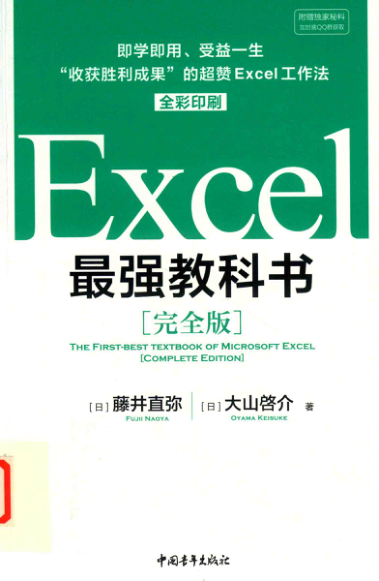 附赠独家秘料
即学即用、受益一生
“收获胜利成果”的超赞Excel工作法
全彩印刷
Excel
最强教科书
[完全版]
THE FIRST-BEST TEXTBOOK OF MICROSOFT EXCEL
[COMPLETE EDITION]
[日] 藤井直弥 [日] 大山啓介 著
FUJII NAOYA OYAMA KEISUKE
中国青年出版社